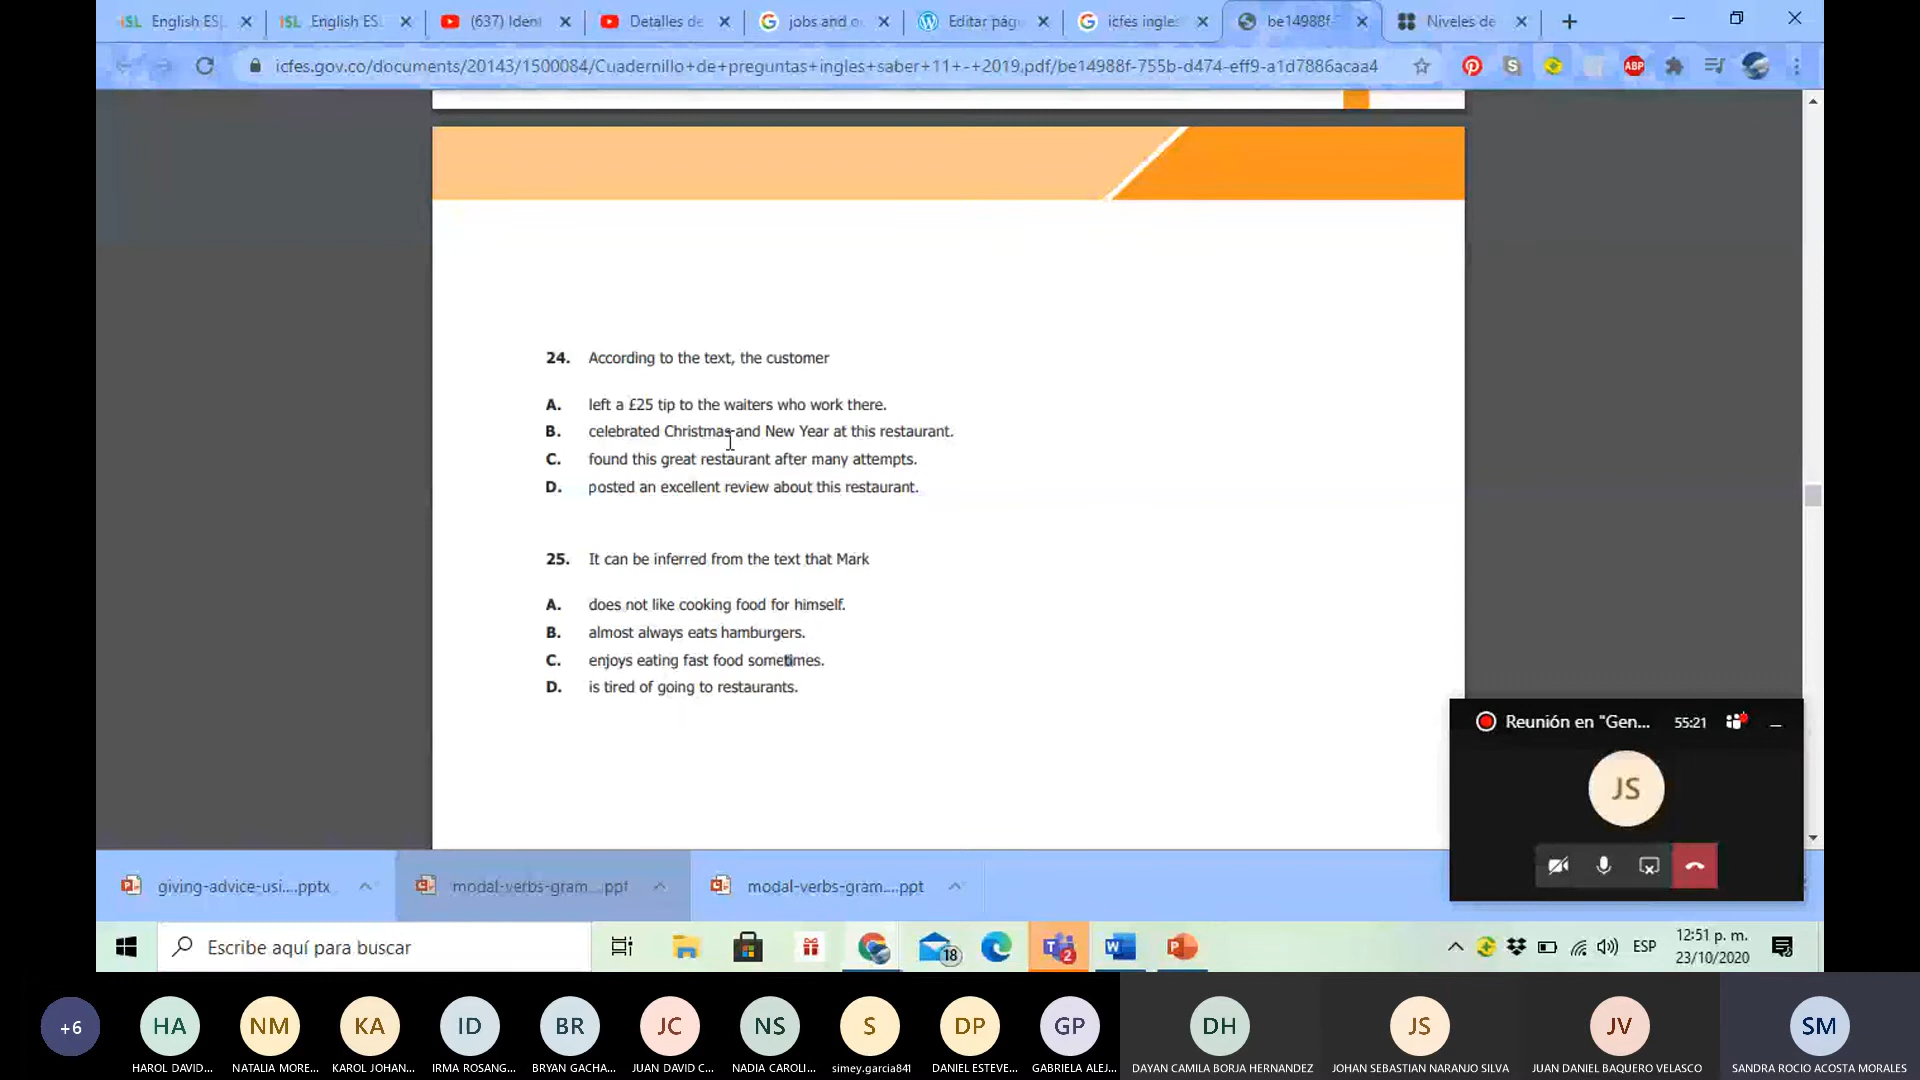 English ES
English ES
(637) Ident
Detalles de
jobs and o
Editar pág
icfes ingle
be14988f-
Niveles de
icfes.gov.co/documents/20143/1500084/Cuadernillo+de+preguntas+ingles+saber+11+-+2019.pdf/be14988f-755b-d474-eff9-a1d7886acaa4
ABP
24. According to the text, the customer
A. left a £25 tip to the waiters who work there.
B. celebrated Christmas and New Year at this restaurant.
C. found this great restaurant after many attempts.
D. posted an excellent review about this restaurant.
25. It can be inferred from the text that Mark
A. does not like cooking food for himself.
B. almost always eats hamburgers.
C. enjoys eating fast food sometimes.
D. is tired of going to restaurants.
Reunión en "Gen... 55:21
JS
giving-advice-usi....pptx
modal-verbs-gram....ppt
modal-verbs-gram....ppt
Escribe aquí para buscar
18
2
ESP
12:51 p. m.
23/10/2020
+6
HA
NM
KA
ID
BR
JC
NS
S
DP
GP
DH
JS
JV
SM
HAROL DAVID...
NATALIA MORE...
KAROL JOHAN...
IRMA ROSANG...
BRYAN GACHA...
JUAN DAVID C...
NADIA CAROLI...
simey.garcia841
DANIEL ESTEVE...
GABRIELA ALEJ...
DAYAN CAMILA BORJA HERNANDEZ
JOHAN SEBASTIAN NARANJO SILVA
JUAN DANIEL BAQUERO VELASCO
SANDRA ROCIO ACOSTA MORALES